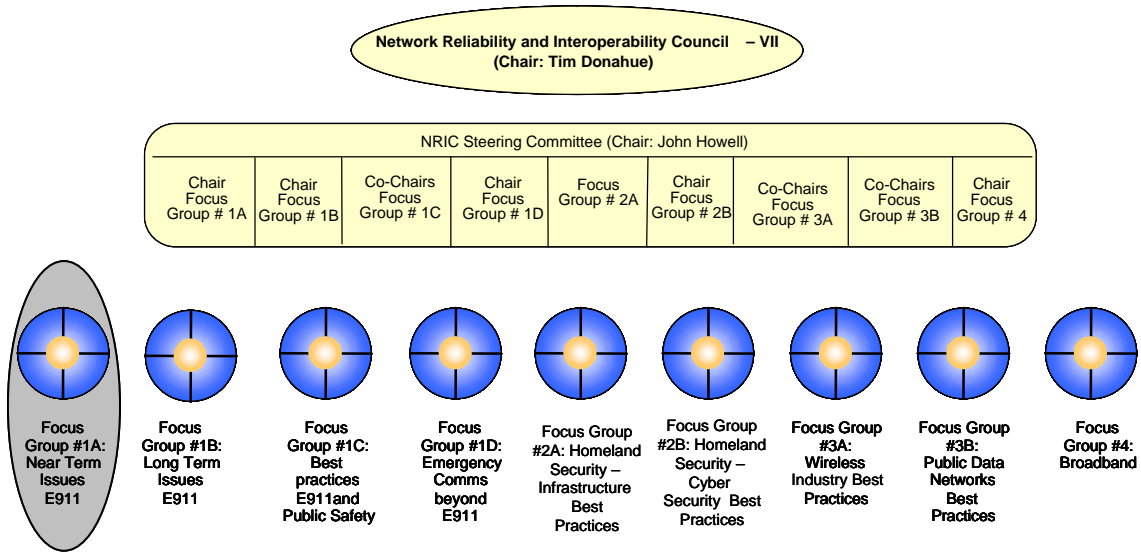 Network Reliability and Interoperability Council – VII
(Chair: Tim Donahue)
NRIC Steering Committee (Chair: John Howell)
Chair
Focus
Group # 1A
Chair
Focus
Group # 1B
Co-Chairs
Focus
Group # 1C
Chair
Focus
Group # 1D
Focus
Group # 2A
Chair
Focus
Group # 2B
Co-Chairs
Focus
Group # 3A
Co-Chairs
Focus
Group # 3B
Chair
Focus
Group # 4
Focus
Group #1A:
Near Term
Issues
E911
Focus
Group #1B:
Long Term
Issues
E911
Focus
Group #1C:
Best
practices
E911and
Public Safety
Focus
Group #1D:
Emergency
Comms
beyond
E911
Focus Group
#2A: Homeland
Security –
Infrastructure
Best
Practices
Focus Group
#2B: Homeland
Security –
Cyber
Security Best
Practices
Focus Group
#3A:
Wireless
Industry Best
Practices
Focus Group
#3B:
Public Data
Networks
Best
Practices
Focus
Group #4:
Broadband